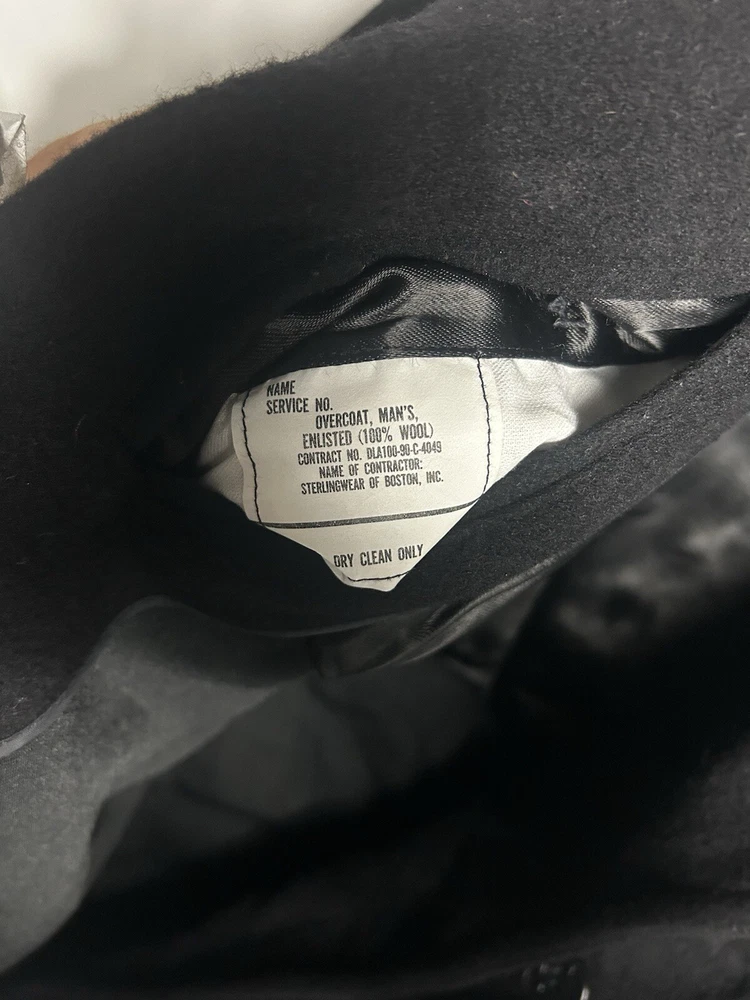 NAME
SERVICE NO.
OVERCOAT, MAN'S,
ENLISTED (100% WOOL)
CONTRACT NO. DLA100-90-C-4049
NAME OF CONTRACTOR:
STERLINGWEAR OF BOSTON, INC.
DRY CLEAN ONLY